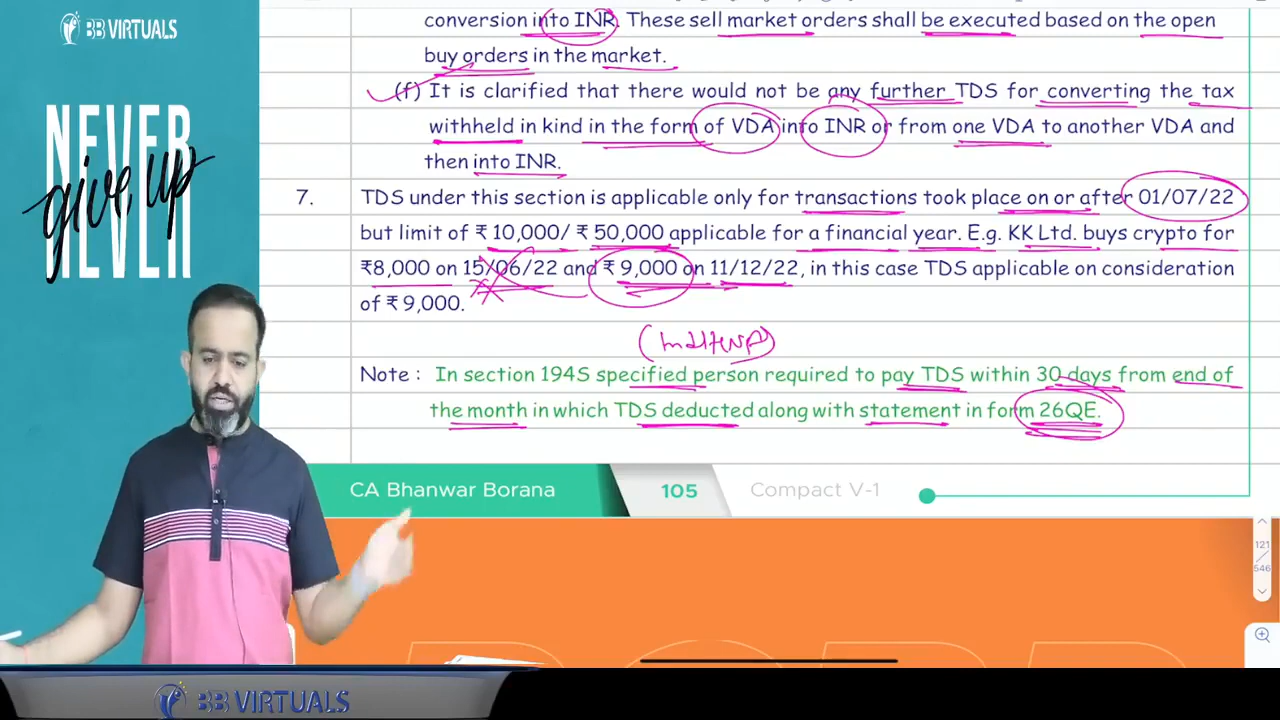 BB VIRTUALS
NEVER
give up
NEVER
conversion into INR. These sell market orders shall be executed based on the open
buy orders in the market.
(f) It is clarified that there would not be any further TDS for converting the tax
withheld in kind in the form of VDA into INR or from one VDA to another VDA and
then into INR.
7. TDS under this section is applicable only for transactions took place on or after 01/07/22
but limit of ₹ 10,000/ ₹ 50,000 applicable for a financial year. E.g. KK Ltd. buys crypto for
₹8,000 on 15/06/22 and ₹ 9,000 on 11/12/22, in this case TDS applicable on consideration
of ₹ 9,000.
Note : In section 194S specified person required to pay TDS within 30 days from end of
the month in which TDS deducted along with statement in form 26QE.
CA Bhanwar Borana 105 Compact V-1
121
/
546
BB VIRTUALS